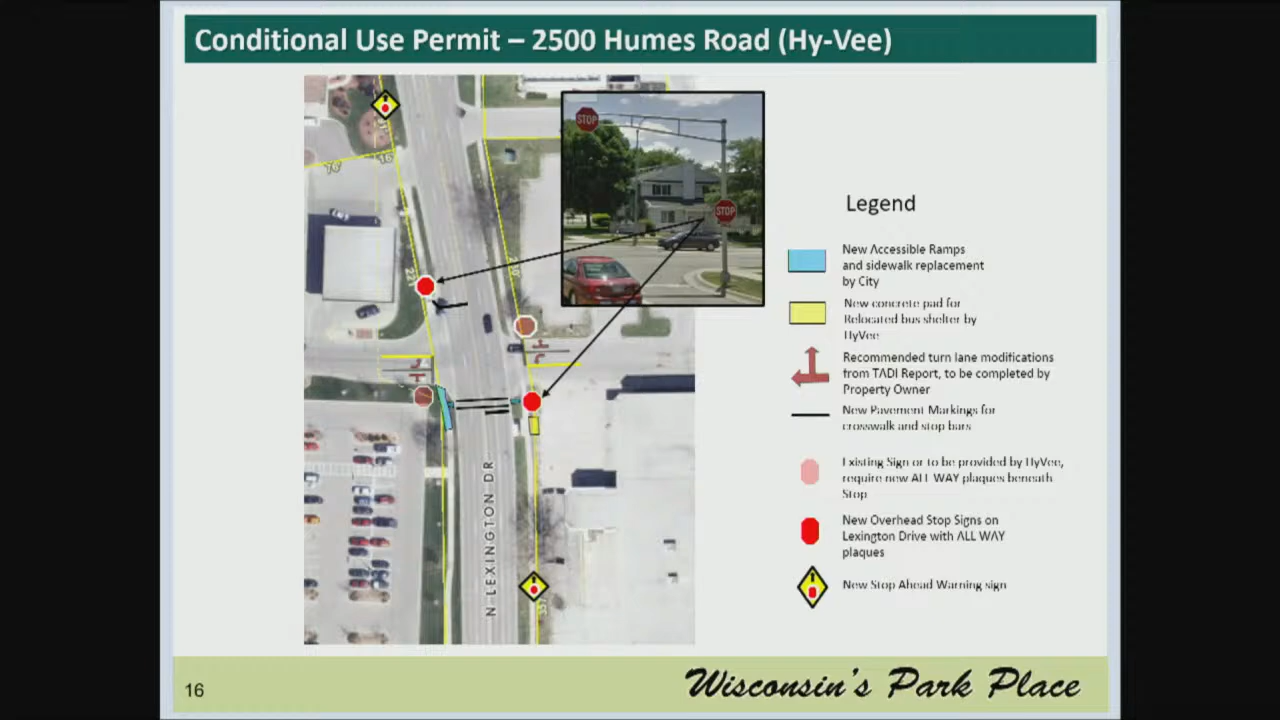 Conditional Use Permit – 2500 Humes Road (Hy-Vee)
STOP
STOP
76
16
N LEXINGTON DR
Legend
New Accessible Ramps
and sidewalk replacement
by City
New concrete pad for
Relocated bus shelter by
HyVee
Recommended turn lane modifications
from TADI Report, to be completed by
Property Owner
New Pavement Markings for
crosswalk and stop bars
Existing Sign or to be provided by HyVee,
require new ALL WAY plaques beneath
Stop
New Overhead Stop Signs on
Lexington Drive with ALL WAY
plaques
New Stop Ahead Warning sign
16
Wisconsin's Park Place